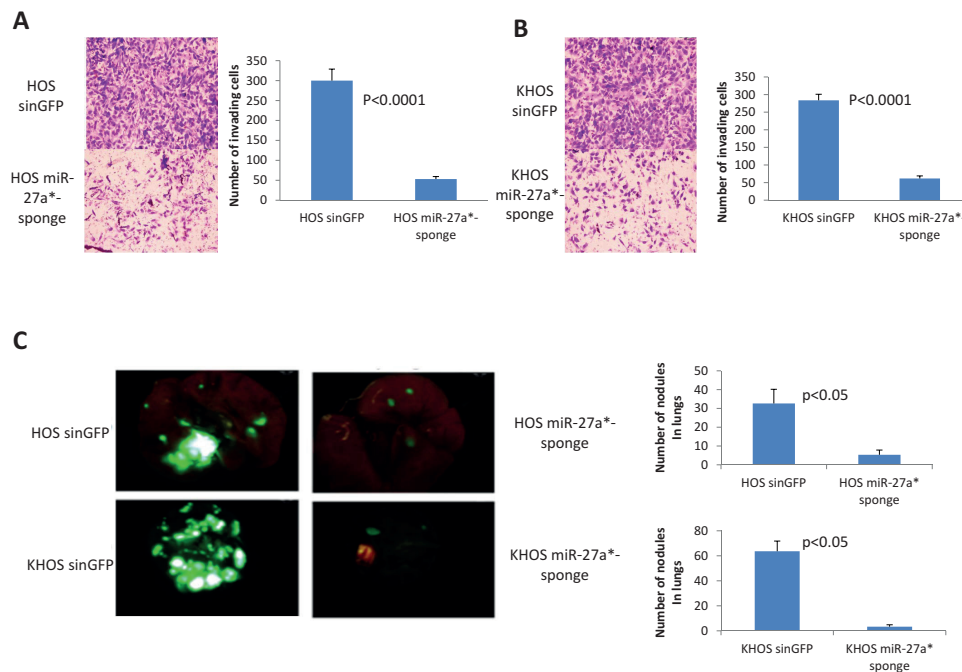 A
HOS
sinGFP
HOS miR-
27a*-
sponge
Number of invading cells
350
300
250
200
150
100
50
0
P<0.0001
HOS sinGFP
HOS miR-27a*-
sponge
B
KHOS
sinGFP
KHOS
miR-27a*-
sponge
Number of invading cells
350
300
250
200
150
100
50
0
P<0.0001
KHOS sinGFP
KHOS miR-27a*
sponge
C
HOS sinGFP
HOS miR-27a*-
sponge
KHOS sinGFP
KHOS miR-27a*-
sponge
Number of nodules
In lungs
50
40
30
20
10
0
p<0.05
HOS sinGFP
HOS miR-27a*
sponge
Number of nodules
In lungs
80
60
40
20
0
p<0.05
KHOS sinGFP
KHOS miR-27a*
sponge